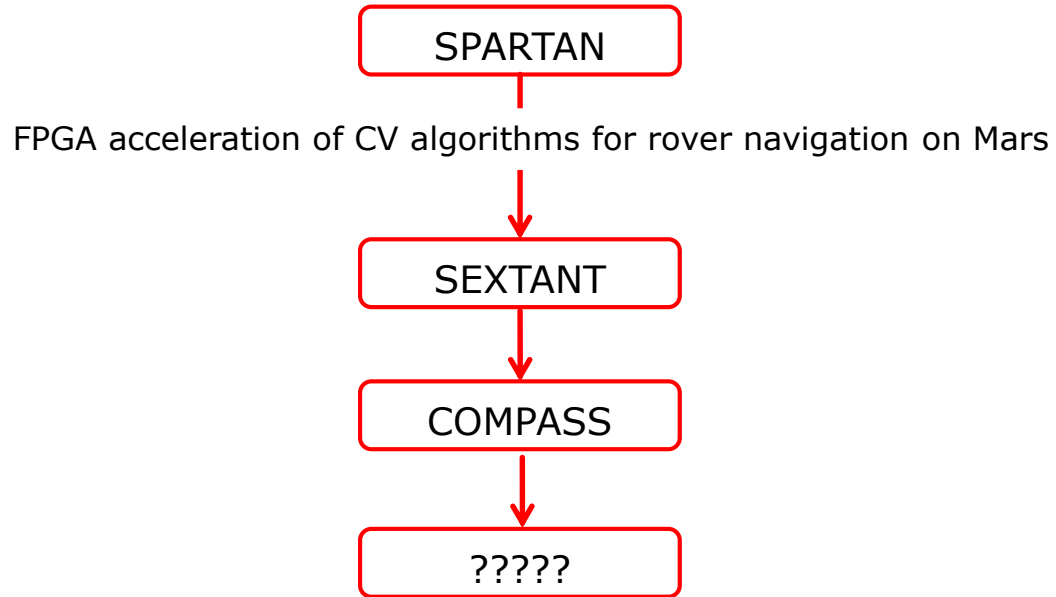 SPARTAN
FPGA acceleration of CV algorithms for rover navigation on Mars
SEXTANT
COMPASS
?????